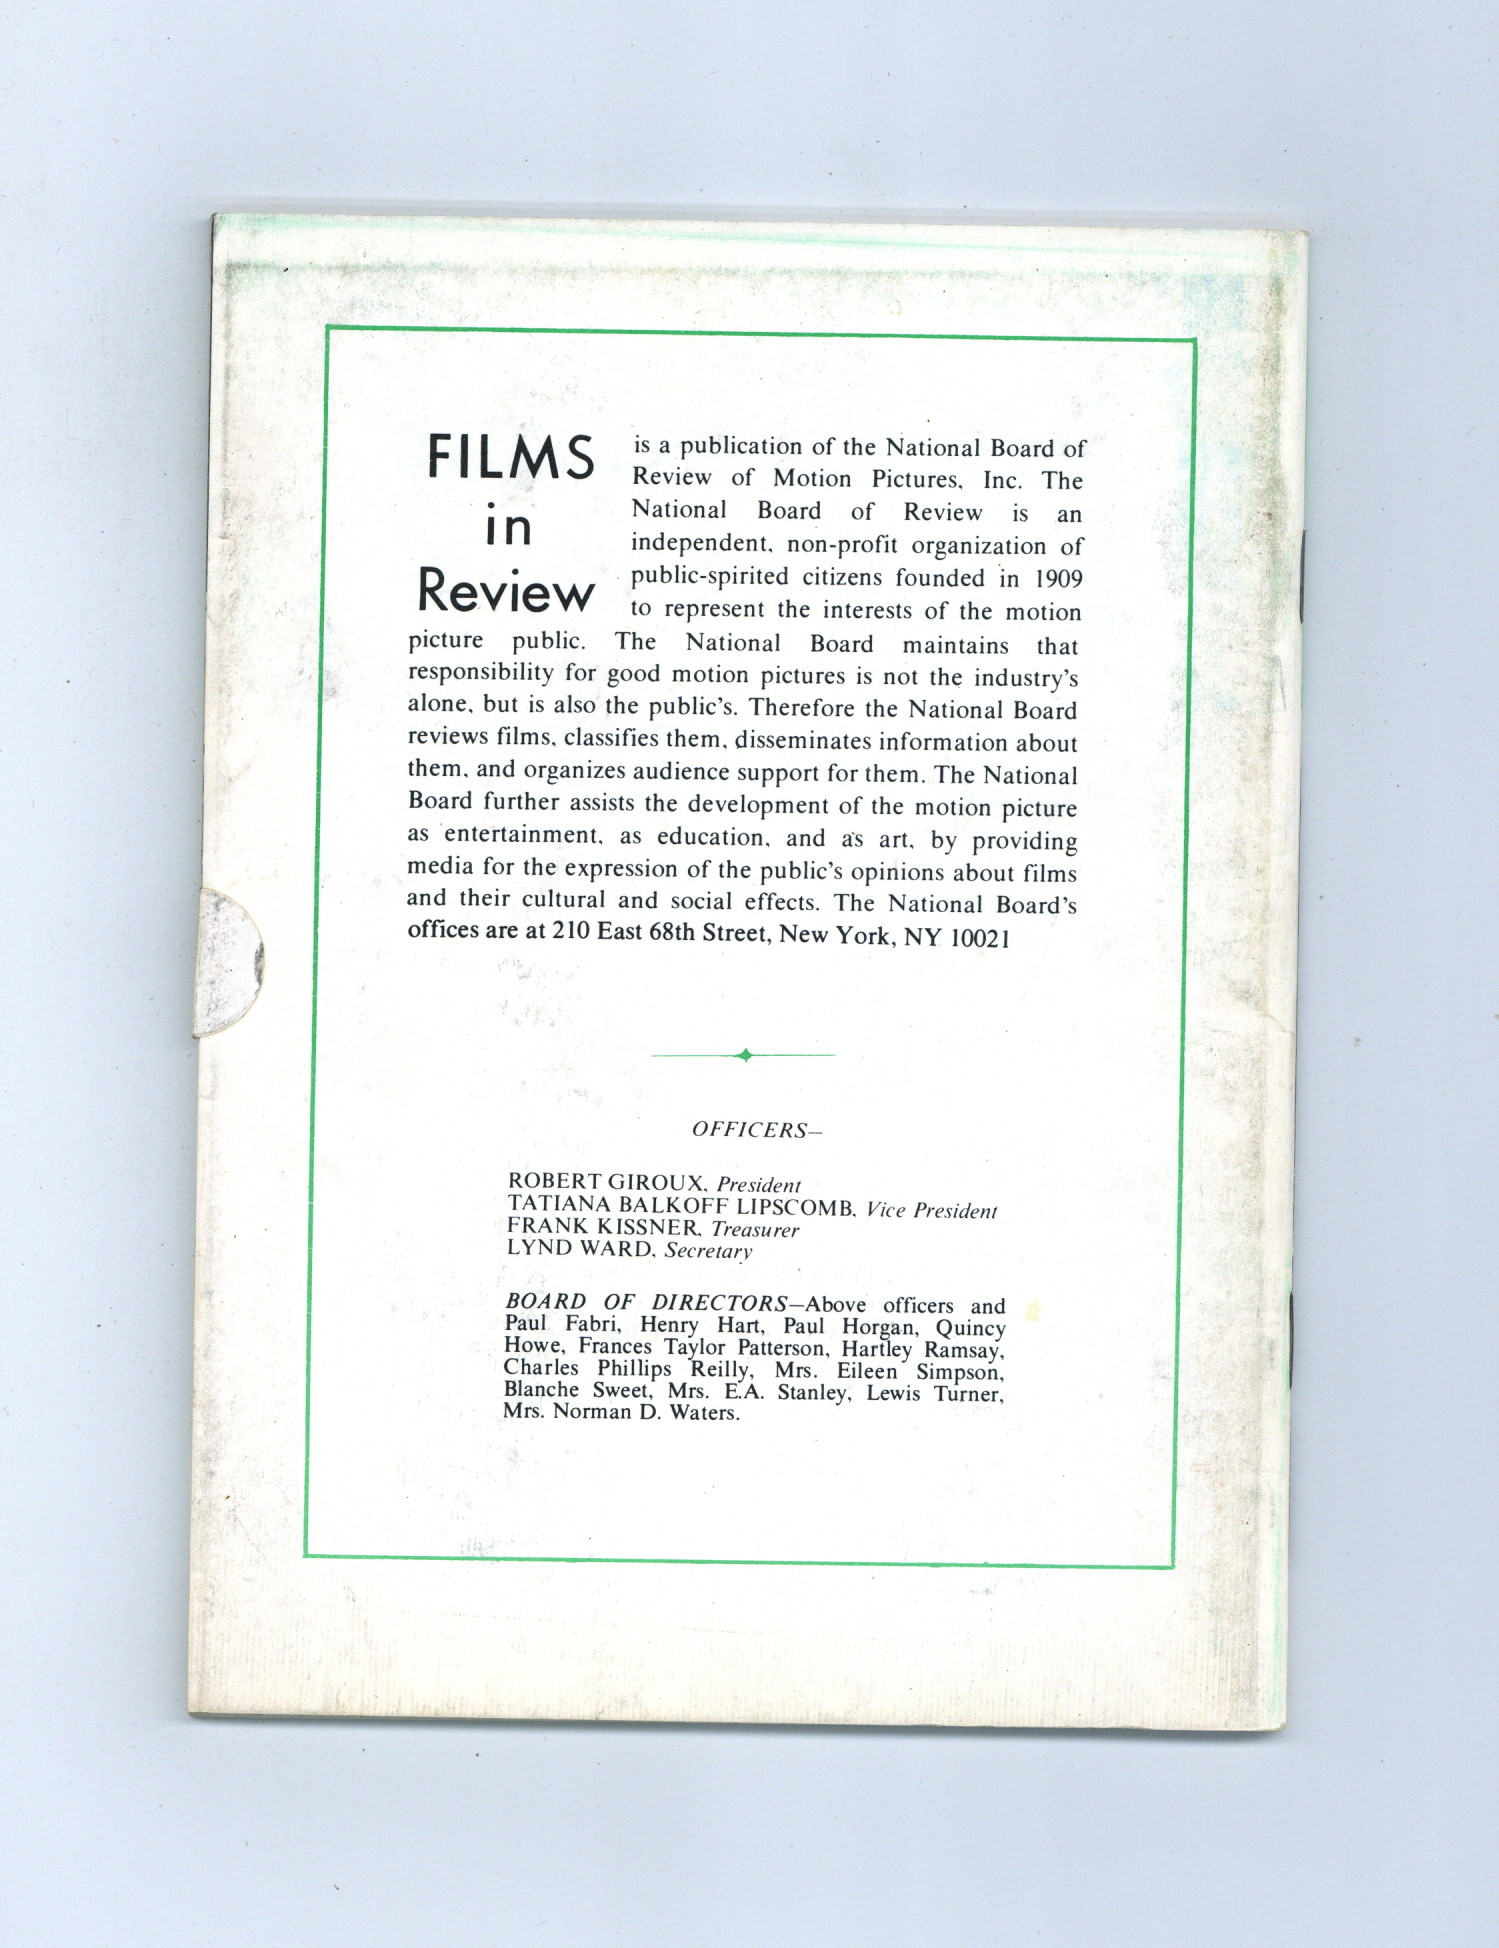 FILMS
in
Review
is a publication of the National Board of
Review of Motion Pictures, Inc. The
National Board of Review is an
independent, non-profit organization of
public-spirited citizens founded in 1909
to represent the interests of the motion
picture public. The National Board maintains that
responsibility for good motion pictures is not the industry's
alone, but is also the public's. Therefore the National Board
reviews films, classifies them, disseminates information about
them, and organizes audience support for them. The National
Board further assists the development of the motion picture
as entertainment, as education, and as art, by providing
media for the expression of the public's opinions about films
and their cultural and social effects. The National Board's
offices are at 210 East 68th Street, New York, NY 10021
OFFICERS—
ROBERT GIROUX, President
TATIANA BALKOFF LIPSCOMB, Vice President
FRANK KISSNER, Treasurer
LYND WARD, Secretary
BOARD OF DIRECTORS—Above officers and
Paul Fabri, Henry Hart, Paul Horgan, Quincy
Howe, Frances Taylor Patterson, Hartley Ramsay,
Charles Phillips Reilly, Mrs. Eileen Simpson,
Blanche Sweet, Mrs. E.A. Stanley, Lewis Turner,
Mrs. Norman D. Waters.